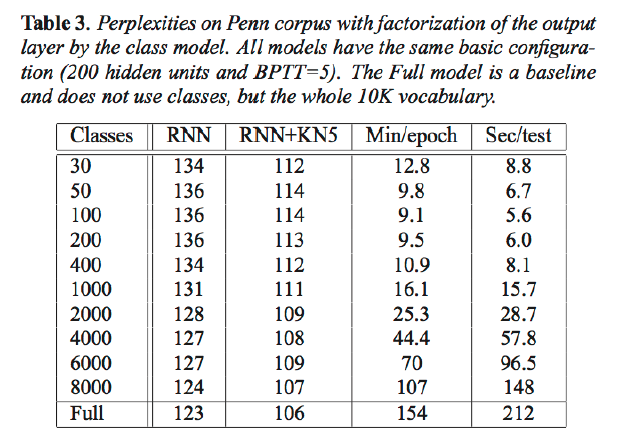 Table 3. Perplexities on Penn corpus with factorization of the output
layer by the class model. All models have the same basic configura-
tion (200 hidden units and BPTT=5). The Full model is a baseline
and does not use classes, but the whole 10K vocabulary.
Classes RNN RNN+KN5 Min/epoch Sec/test
30 134 112 12.8 8.8
50 136 114 9.8 6.7
100 136 114 9.1 5.6
200 136 113 9.5 6.0
400 134 112 10.9 8.1
1000 131 111 16.1 15.7
2000 128 109 25.3 28.7
4000 127 108 44.4 57.8
6000 127 109 70 96.5
8000 124 107 107 148
Full 123 106 154 212